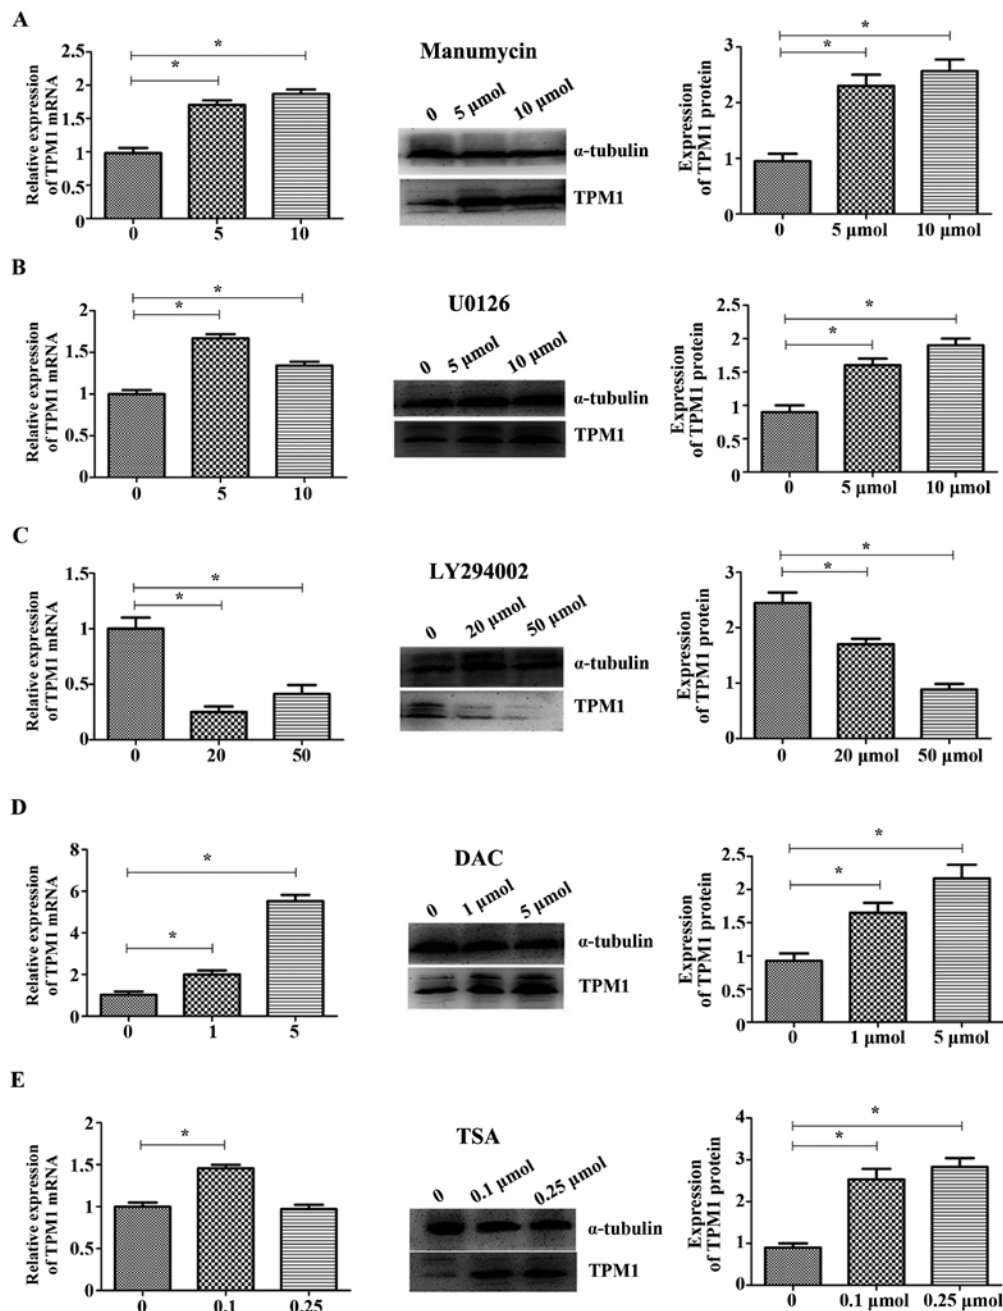 A
Relative expression
of TPM1 mRNA
2.5
2
1.5
1
0.5
0
*
*
0 5 10
Manumycin
0 5 μmol 10 μmol
α-tubulin
TPM1
Expression
of TPM1 protein
3
2
1
0
*
*
0 5 μmol 10 μmol
B
Relative expression
of TPM1 mRNA
2
1.5
1
0.5
0
*
*
0 5 10
U0126
0 5 μmol 10 μmol
α-tubulin
TPM1
Expression
of TPM1 protein
2
1.5
1
0.5
0
*
*
0 5 μmol 10 μmol
C
Relative expression
of TPM1 mRNA
1.5
1
0.5
0
*
*
0 20 50
LY294002
0 20 μmol 50 μmol
α-tubulin
TPM1
Expression
of TPM1 protein
3
2
1
0
*
*
0 20 μmol 50 μmol
D
Relative expression
of TPM1 mRNA
8
6
4
2
0
*
*
0 1 5
DAC
0 1 μmol 5 μmol
α-tubulin
TPM1
Expression
of TPM1 protein
2.5
2
1.5
1
0.5
0
*
*
0 1 μmol 5 μmol
E
Relative expression
of TPM1 mRNA
2
1.5
1
0.5
0
*
0 0.1 0.25
TSA
0 0.1 μmol 0.25 μmol
α-tubulin
TPM1
Expression
of TPM1 protein
4
3
2
1
0
*
*
0 0.1 μmol 0.25 μmol